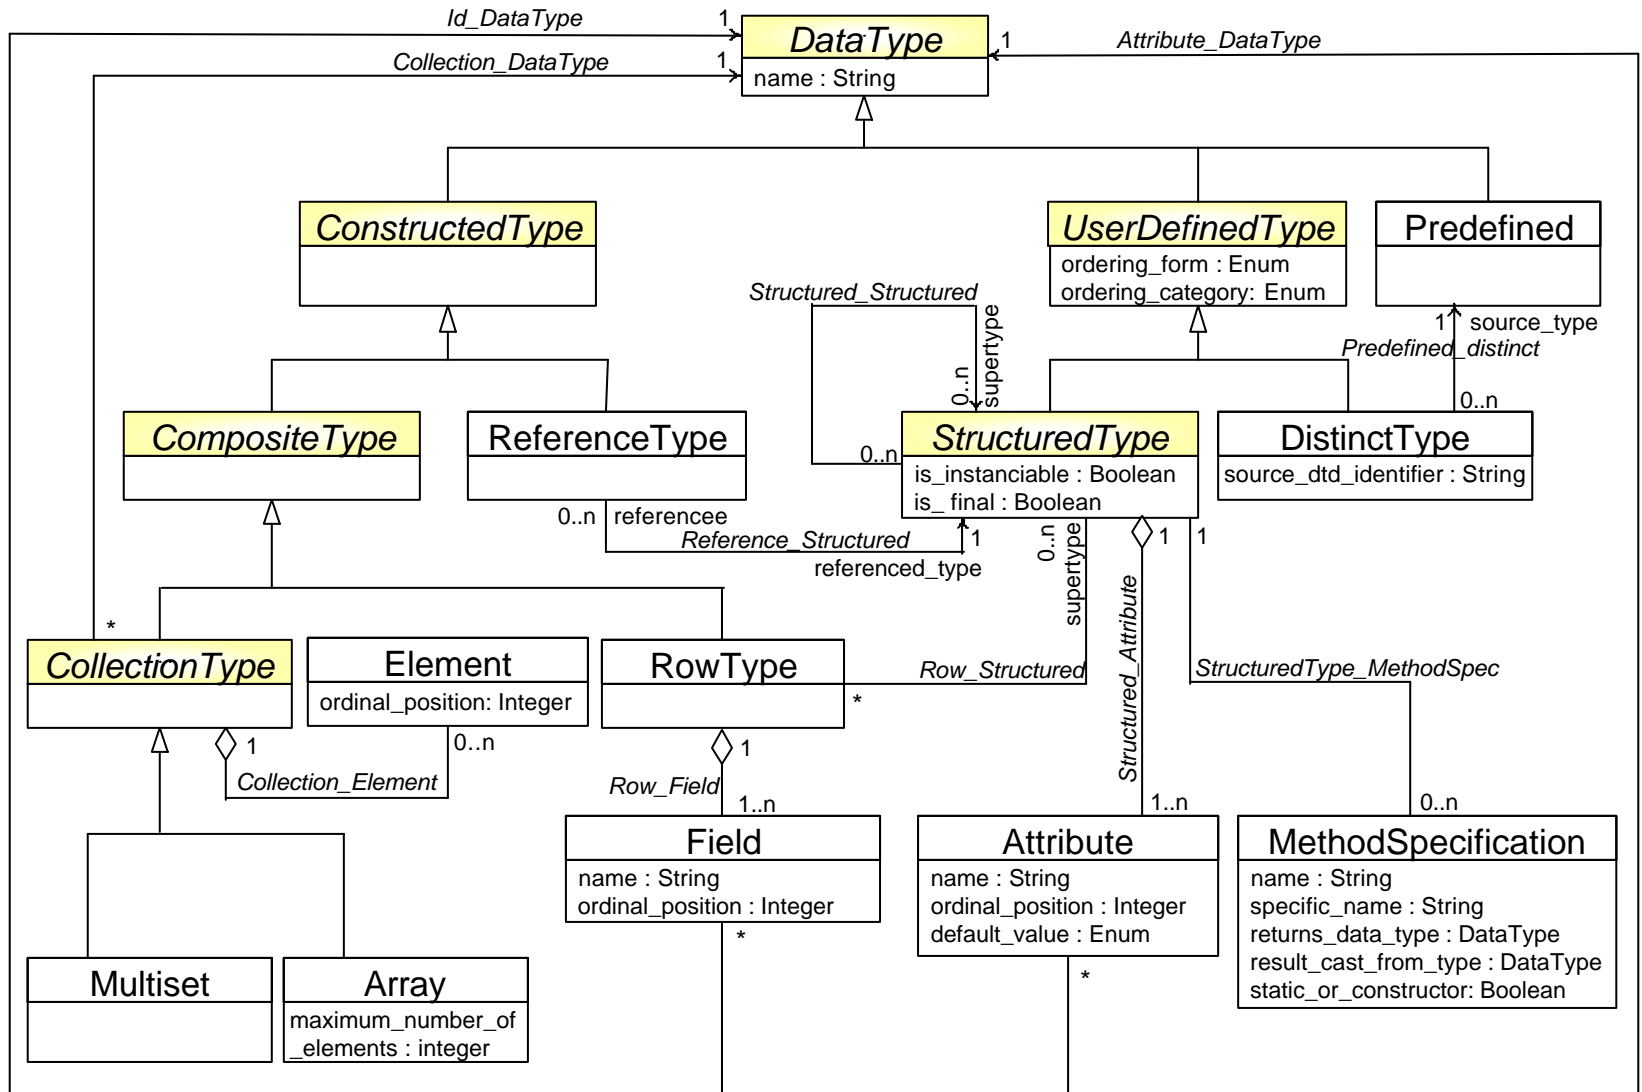 Id_DataType
1
DataType
name : String
1
Attribute_DataType
Collection_DataType
1
ConstructedType
UserDefinedType
ordering_form : Enum
ordering_category: Enum
Predefined
Structured_Structured
supertype
0..n
0..n
1
source_type
Predefined_distinct
0..n
CompositeType
ReferenceType
StructuredType
is_instanciable : Boolean
is_ final : Boolean
DistinctType
source_dtd_identifier : String
0..n
referencee
Reference_Structured
1
referenced_type
0..n
supertype
1
1
Structured_Attribute
*
CollectionType
Element
ordinal_position: Integer
RowType
Row_Structured
*
StructuredType_MethodSpec
1
0..n
Collection_Element
1
Row_Field
1..n
1..n
0..n
Field
name : String
ordinal_position : Integer
*
Attribute
name : String
ordinal_position : Integer
default_value : Enum
*
MethodSpecification
name : String
specific_name : String
returns_data_type : DataType
result_cast_from_type : DataType
static_or_constructor: Boolean
Multiset
Array
maximum_number_of
_elements : integer